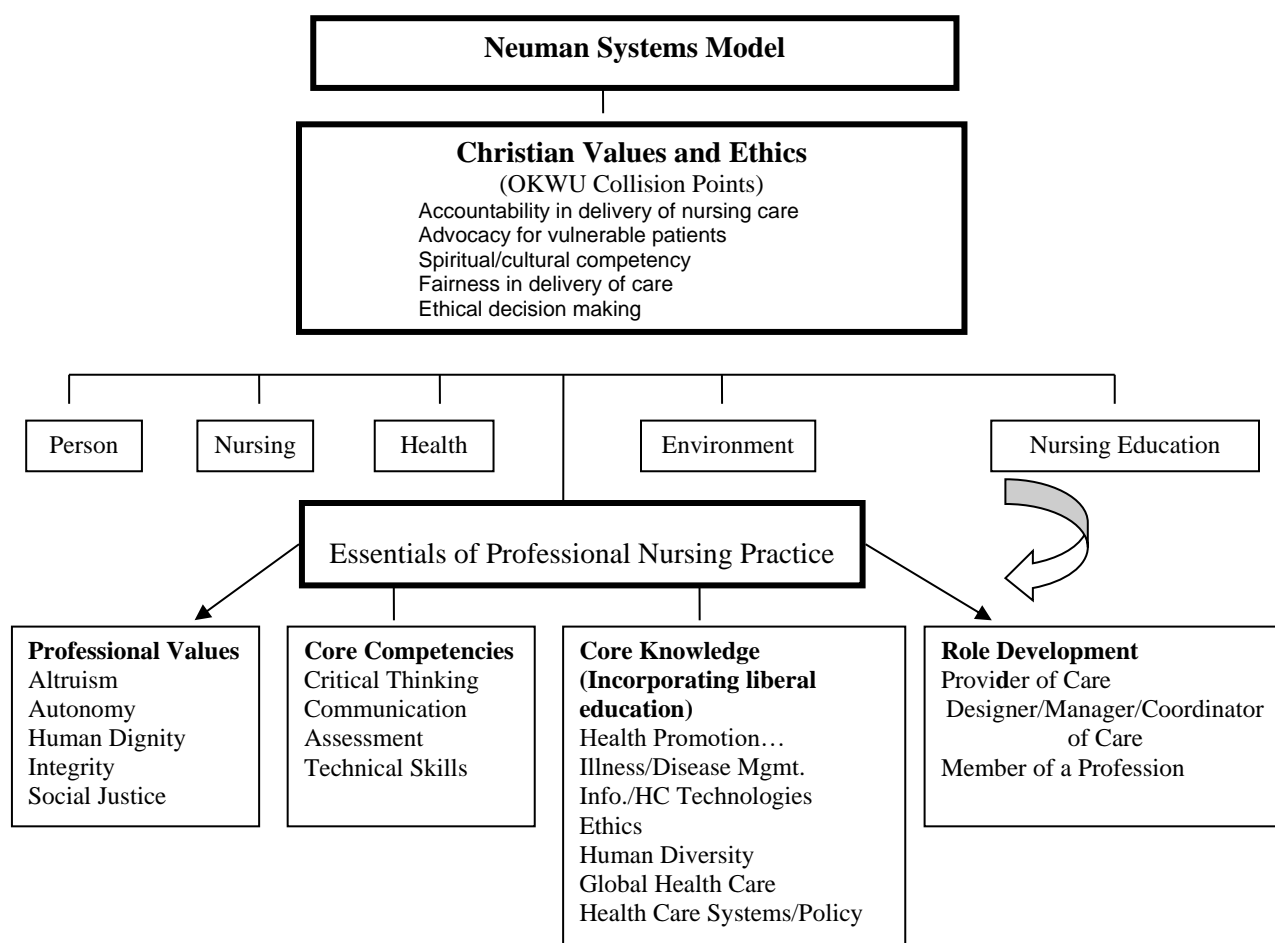 Neuman Systems Model
Christian Values and Ethics
(OKWU Collision Points)
Accountability in delivery of nursing care
Advocacy for vulnerable patients
Spiritual/cultural competency
Fairness in delivery of care
Ethical decision making
Person
Nursing
Health
Environment
Nursing Education
Essentials of Professional Nursing Practice
Professional Values
Altruism
Autonomy
Human Dignity
Integrity
Social Justice
Core Competencies
Critical Thinking
Communication
Assessment
Technical Skills
Core Knowledge
(Incorporating liberal
education)
Health Promotion…
Illness/Disease Mgmt.
Info./HC Technologies
Ethics
Human Diversity
Global Health Care
Health Care Systems/Policy
Role Development
Provider of Care
Designer/Manager/Coordinator
of Care
Member of a Profession